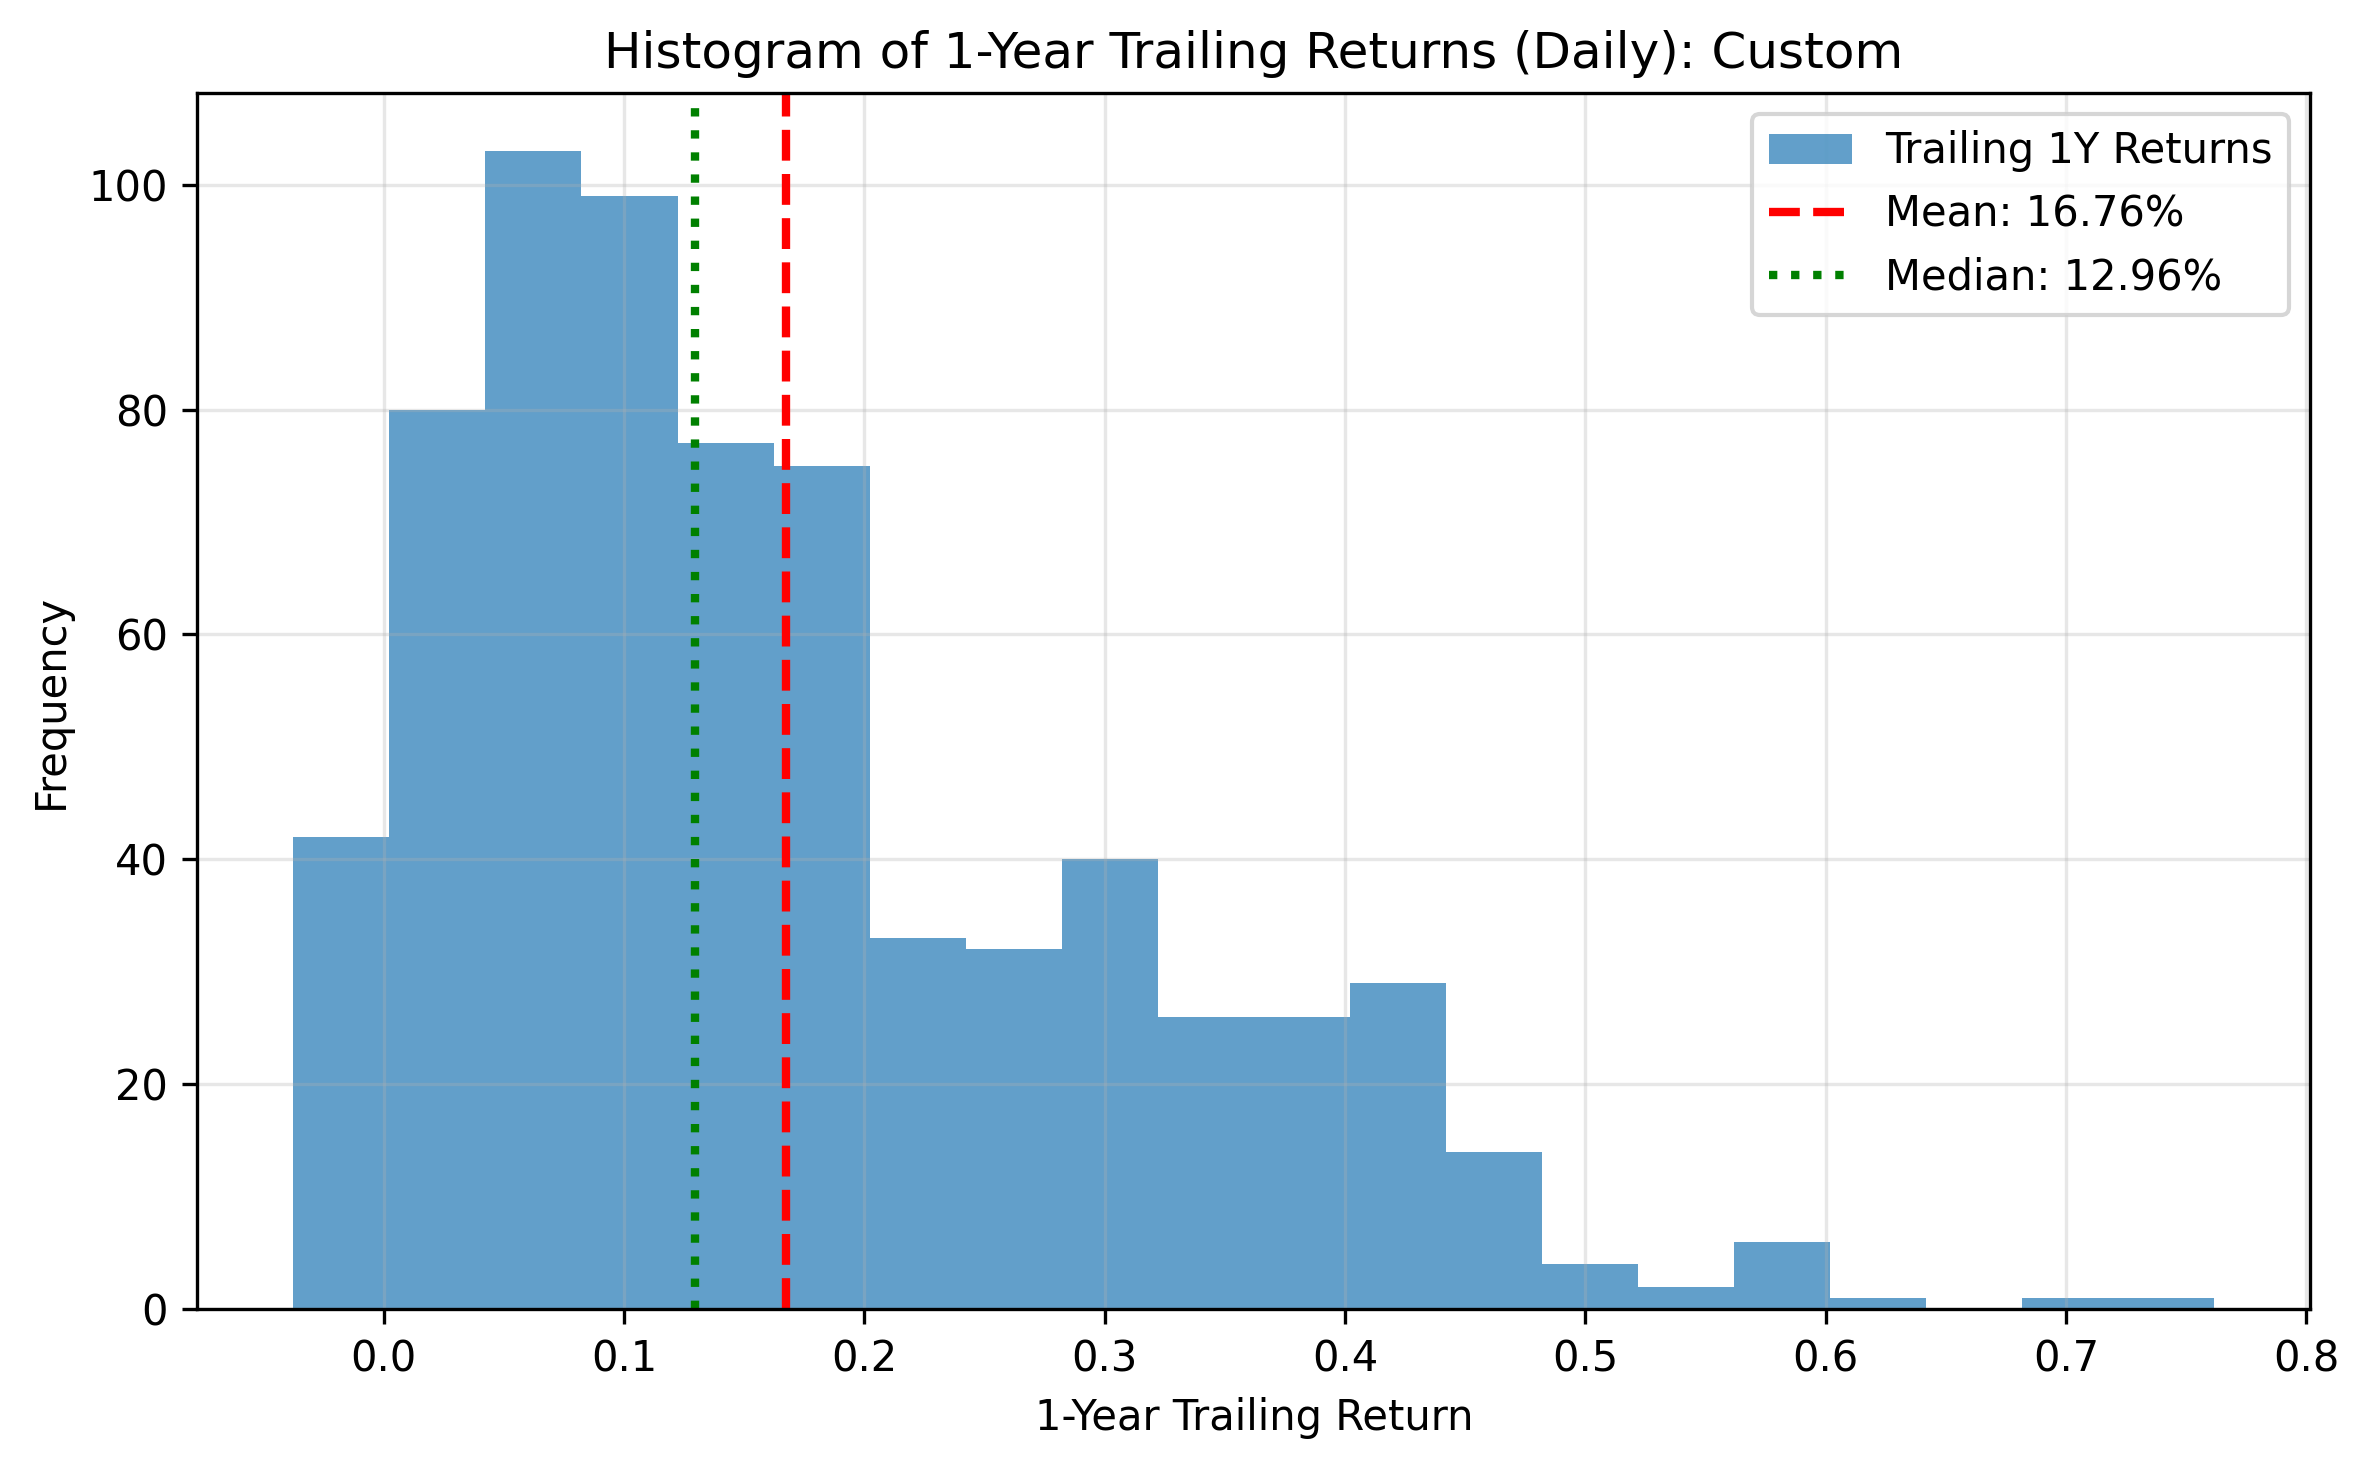 Histogram of 1-Year Trailing Returns (Daily): Custom
Trailing 1Y Returns
Mean: 16.76%
Median: 12.96%
Frequency
100
80
60
40
20
0
0.0 0.1 0.2 0.3 0.4 0.5 0.6 0.7 0.8
1-Year Trailing Return